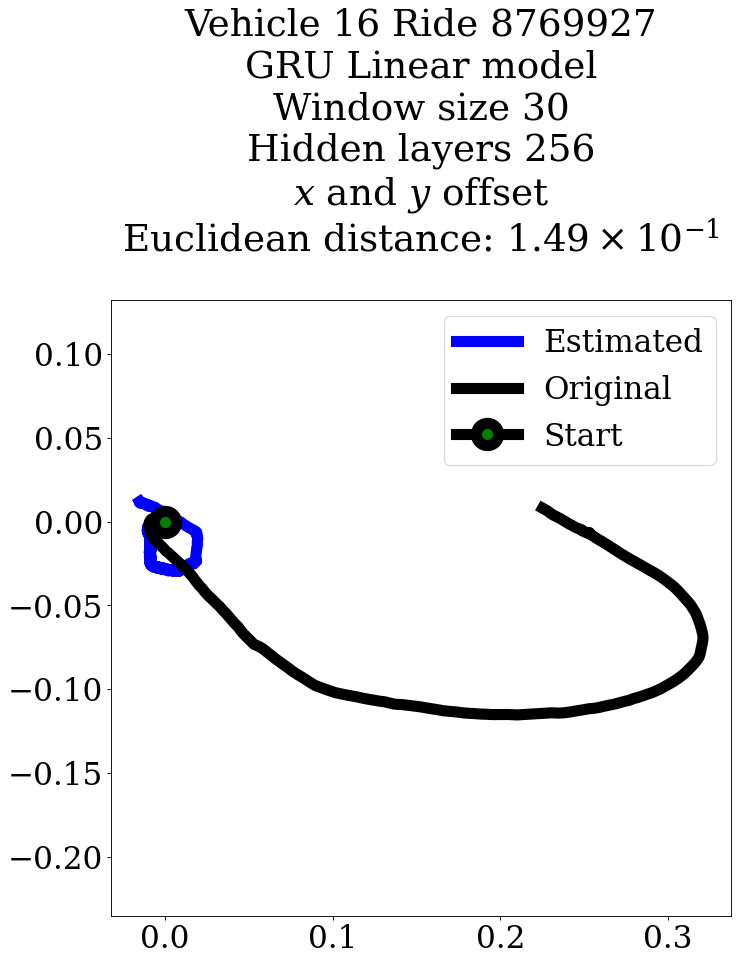 Vehicle 16 Ride 8769927
GRU Linear model
Window size 30
Hidden layers 256
x and y offset
Euclidean distance: 1.49 × 10⁻¹
Estimated
Original
Start
0.10
0.05
0.00
−0.05
−0.10
−0.15
−0.20
0.0 0.1 0.2 0.3